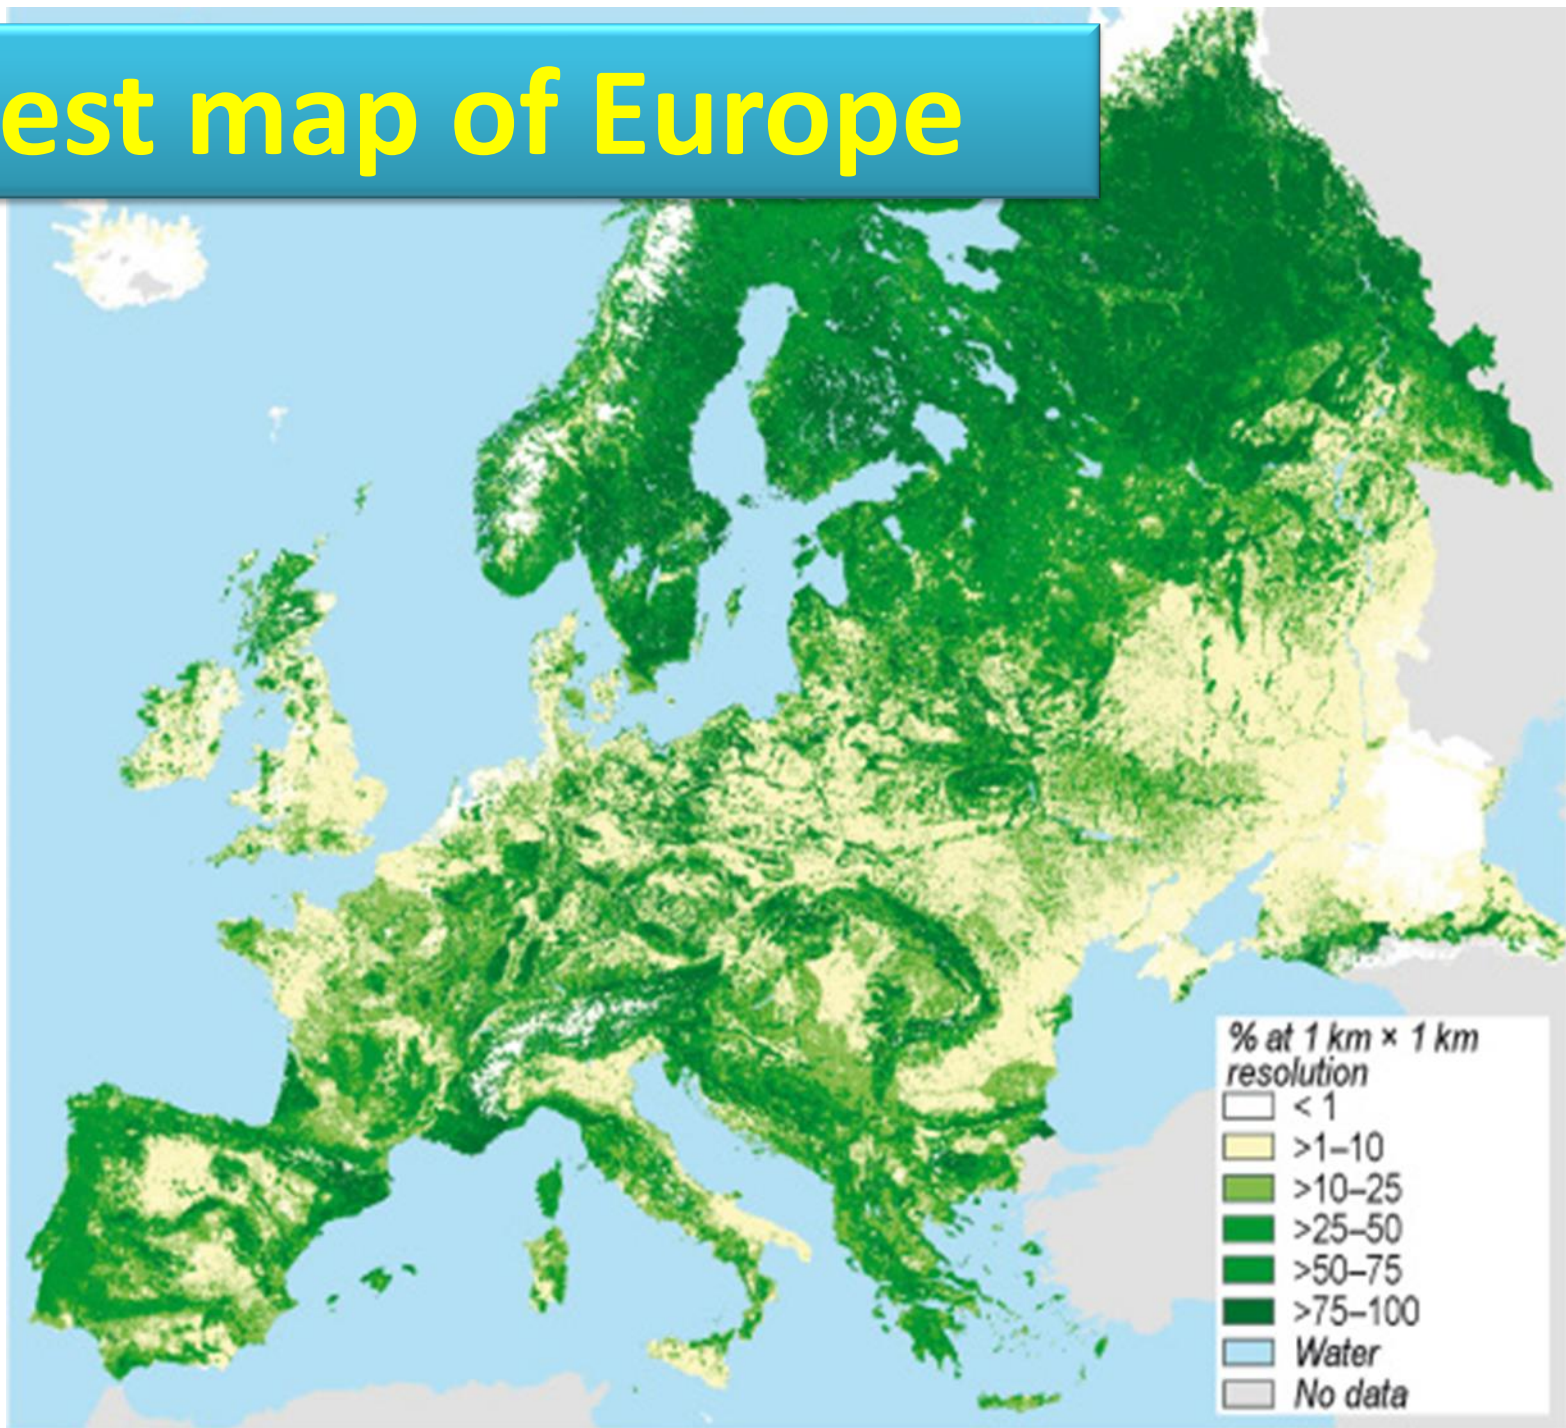 est map of Europe
% at 1 km × 1 km
resolution
< 1
>1–10
>10–25
>25–50
>50–75
>75–100
Water
No data